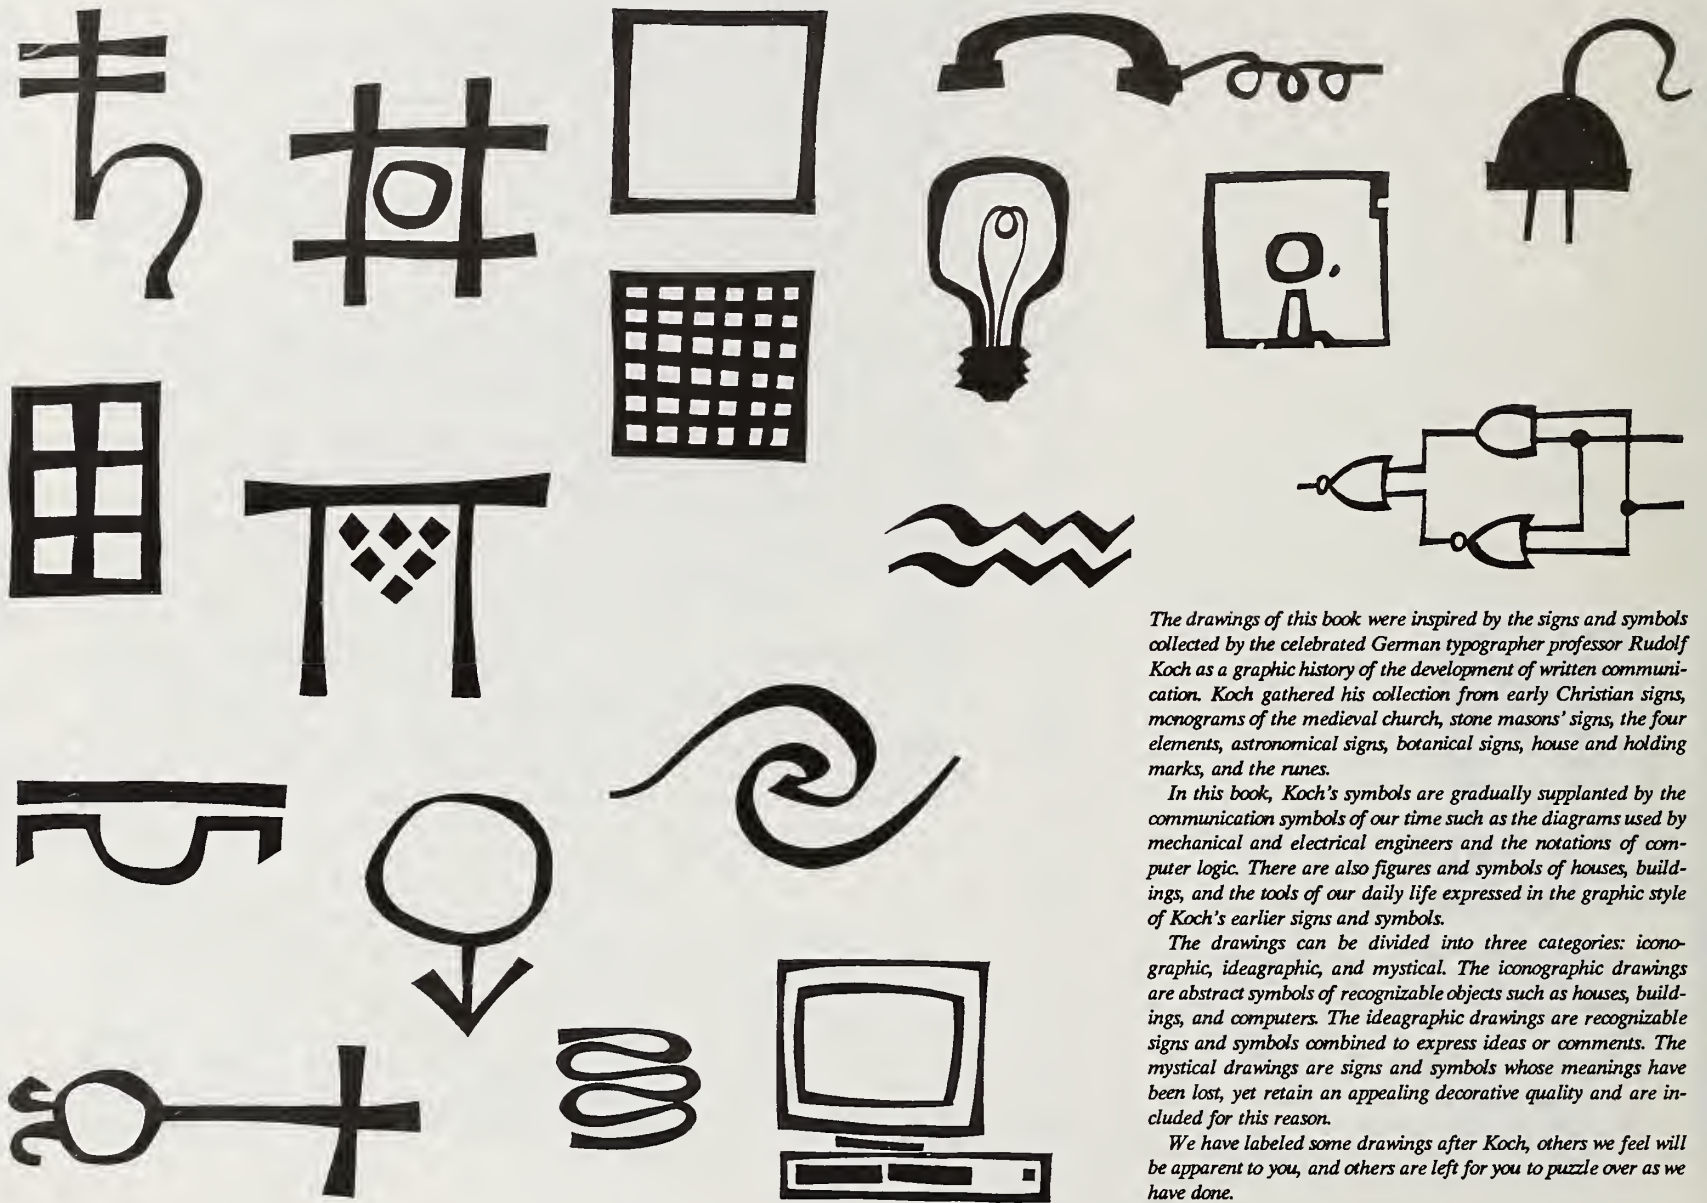 The drawings of this book were inspired by the signs and symbols
collected by the celebrated German typographer professor Rudolf
Koch as a graphic history of the development of written communi-
cation. Koch gathered his collection from early Christian signs,
monograms of the medieval church, stone masons' signs, the four
elements, astronomical signs, botanical signs, house and holding
marks, and the runes.
In this book, Koch's symbols are gradually supplanted by the
communication symbols of our time such as the diagrams used by
mechanical and electrical engineers and the notations of com-
puter logic. There are also figures and symbols of houses, build-
ings, and the tools of our daily life expressed in the graphic style
of Koch's earlier signs and symbols.
The drawings can be divided into three categories: icono-
graphic, ideagraphic, and mystical. The iconographic drawings
are abstract symbols of recognizable objects such as houses, build-
ings, and computers. The ideagraphic drawings are recognizable
signs and symbols combined to express ideas or comments. The
mystical drawings are signs and symbols whose meanings have
been lost, yet retain an appealing decorative quality and are in-
cluded for this reason.
We have labeled some drawings after Koch, others we feel will
be apparent to you, and others are left for you to puzzle over as we
have done.